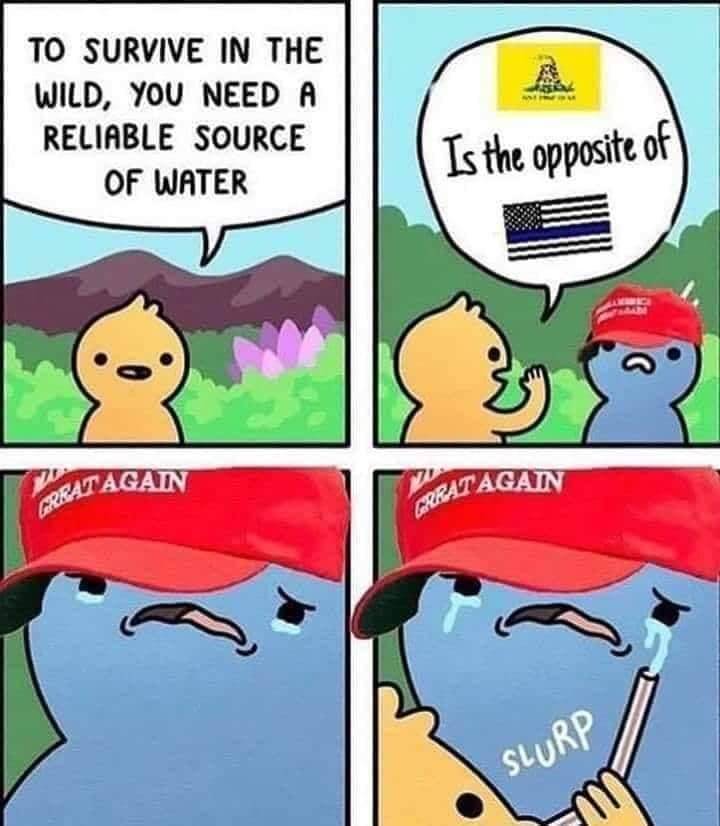 TO SURVIVE IN THE
WILD, YOU NEED A
RELIABLE SOURCE
OF WATER
Is the opposite of
GREAT AGAIN
GREAT AGAIN
SLURP